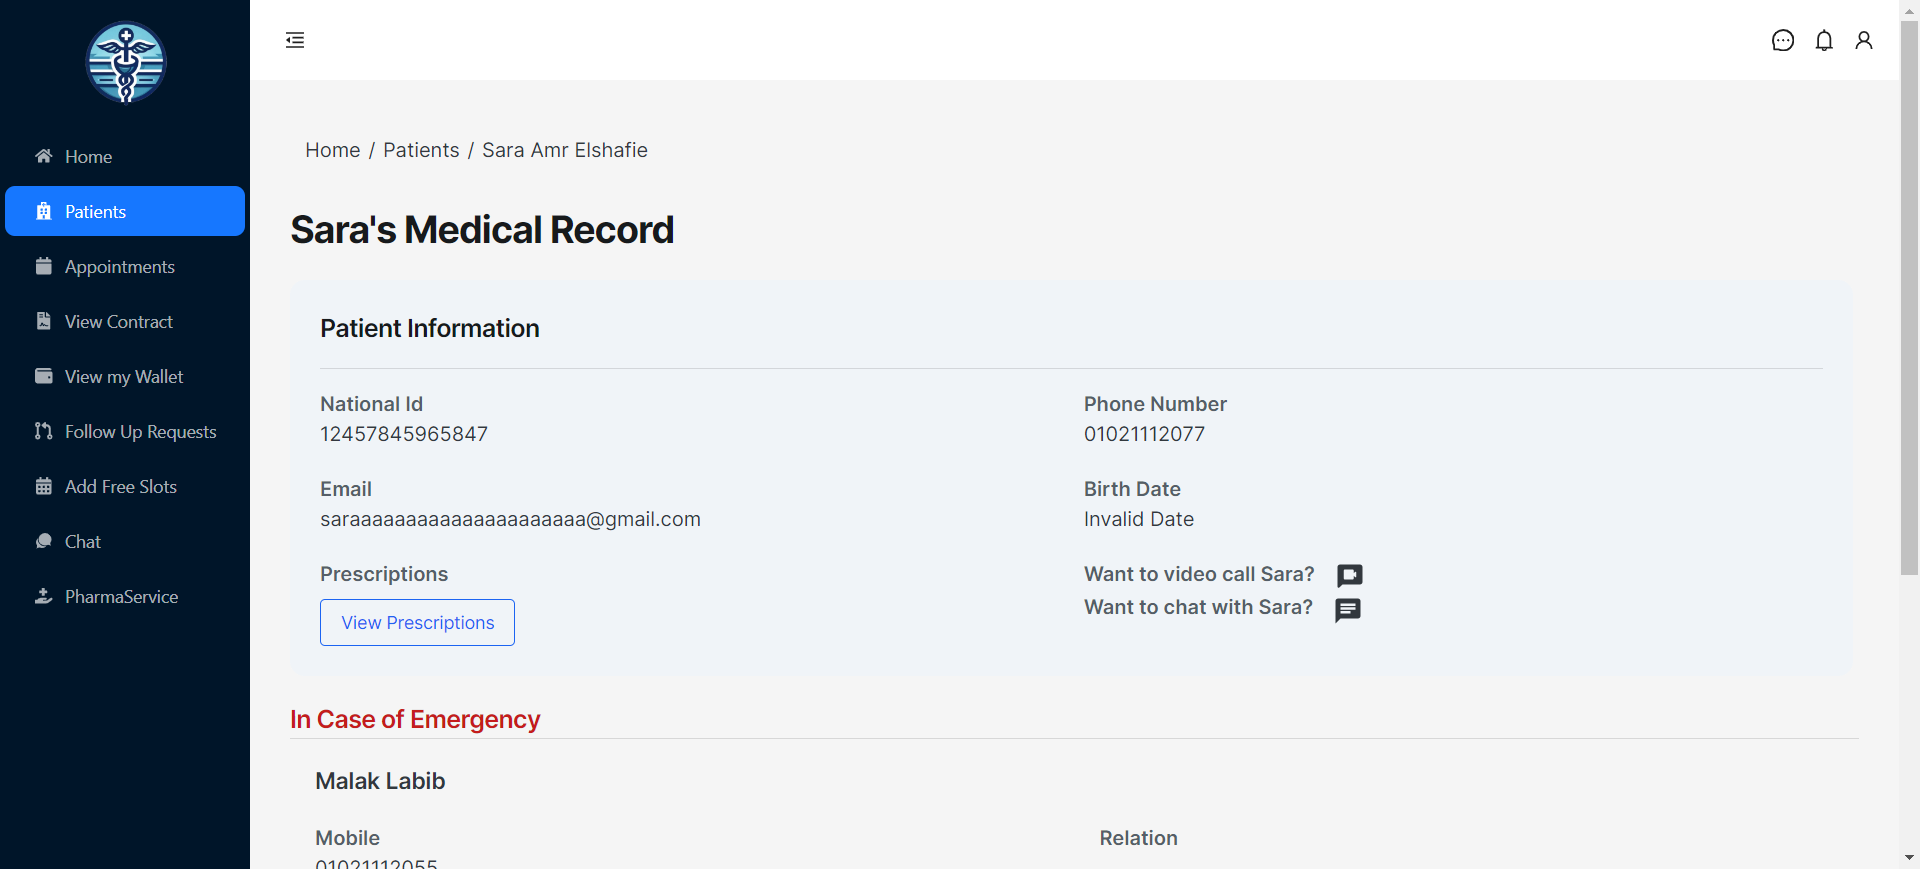 Home
Patients
Appointments
View Contract
View my Wallet
Follow Up Requests
Add Free Slots
Chat
PharmaService
Home / Patients / Sara Amr Elshafie
Sara's Medical Record
Patient Information
National Id
12457845965847
Phone Number
01021112077
Email
saraaaaaaaaaaaaaaaaaaaaaa@gmail.com
Birth Date
Invalid Date
Prescriptions
View Prescriptions
Want to video call Sara?
Want to chat with Sara?
In Case of Emergency
Malak Labib
Mobile
01021112055
Relation